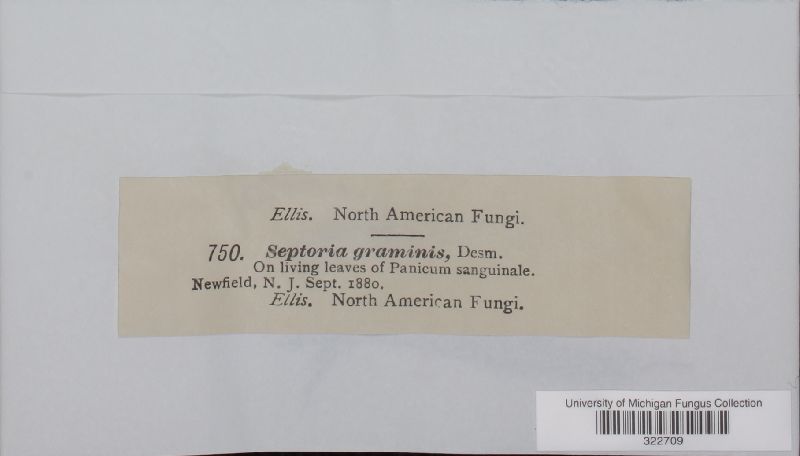 Ellis. North American Fungi.
750. Septoria graminis, Desm.
On living leaves of Panicum sanguinale.
Newfield, N. J. Sept. 1880.
Ellis. North American Fungi.
University of Michigan Fungus Collection
322709